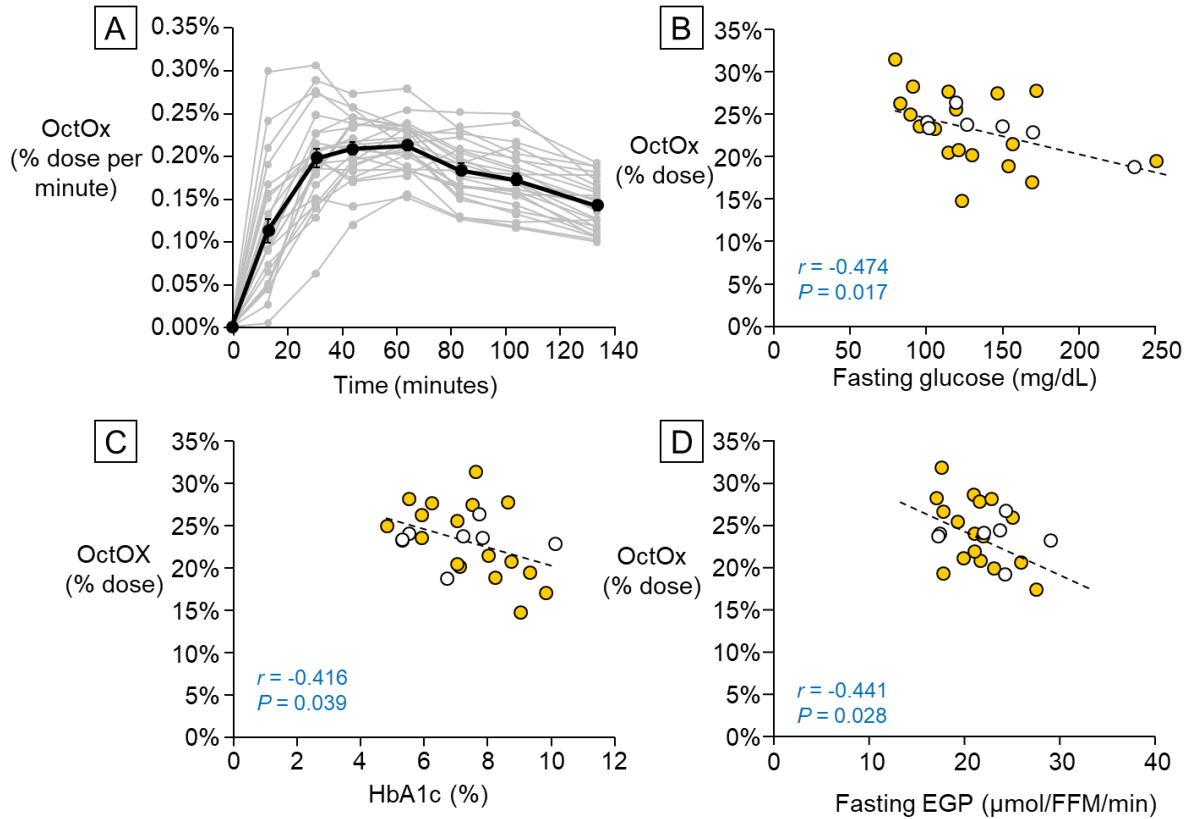 A
0.35%
0.30%
0.25%
0.20%
0.15%
0.10%
0.05%
0.00%
OctOx
(% dose per
minute)
0 20 40 60 80 100 120 140
Time (minutes)
B
35%
30%
25%
20%
15%
10%
5%
0%
OctOx
(% dose)
r = -0.474
P = 0.017
0 50 100 150 200 250
Fasting glucose (mg/dL)
C
35%
30%
25%
20%
15%
10%
5%
0%
OctOX
(% dose)
r = -0.416
P = 0.039
0 2 4 6 8 10 12
HbA1c (%)
D
35%
30%
25%
20%
15%
10%
5%
0%
OctOx
(% dose)
r = -0.441
P = 0.028
0 10 20 30 40
Fasting EGP (μmol/FFM/min)